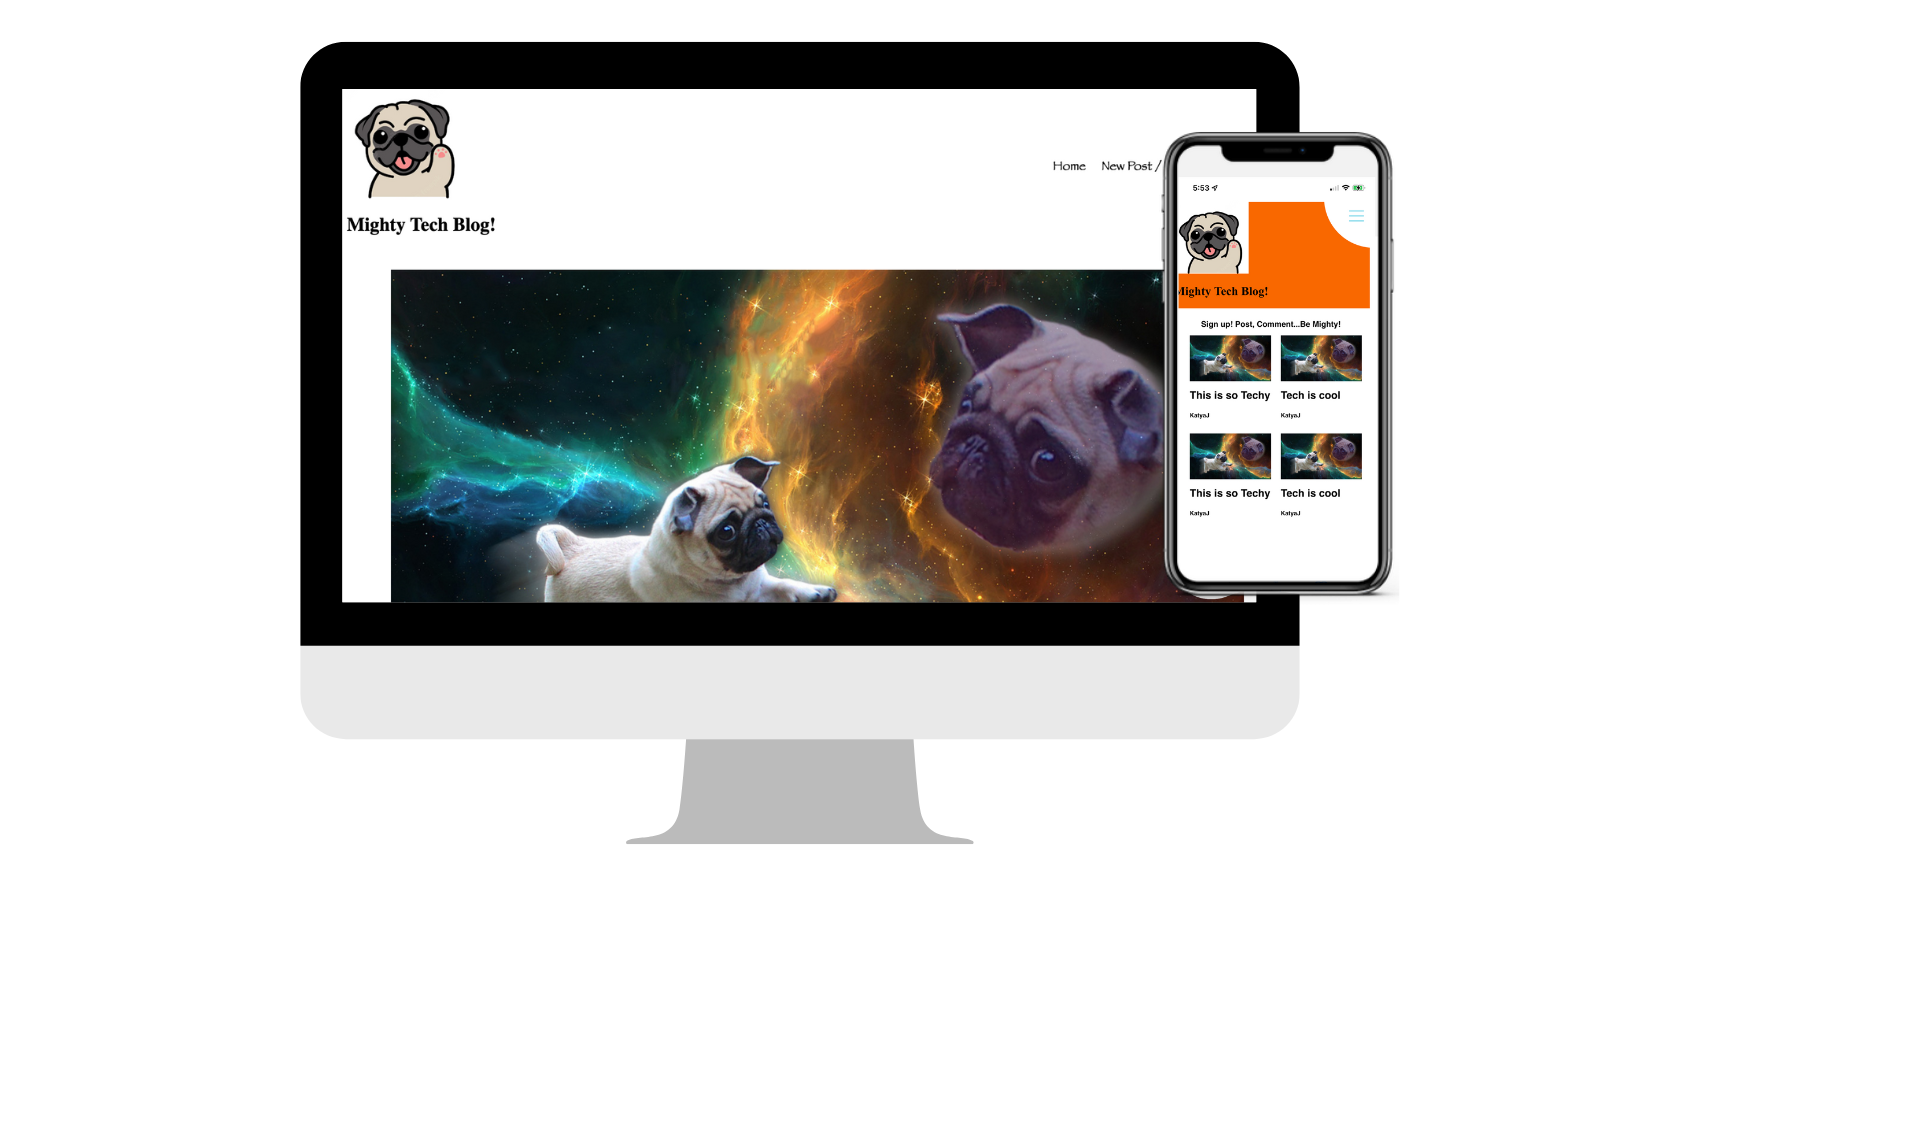 Home New Post /
Mighty Tech Blog!
5:53
Mighty Tech Blog!
Sign up! Post, Comment...Be Mighty!
This is so Techy Tech is cool
KatyaJ KatyaJ
This is so Techy Tech is cool
KatyaJ KatyaJ